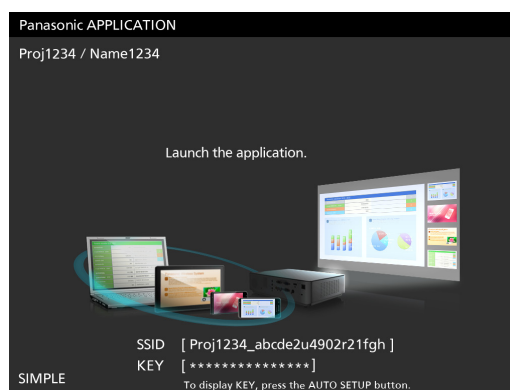 Panasonic APPLICATION
Proj1234 / Name1234
Launch the application.
SSID [ Proj1234_abcde2u4902r21fgh ]
KEY [ *************** ]
To display KEY, press the AUTO SETUP button.
SIMPLE